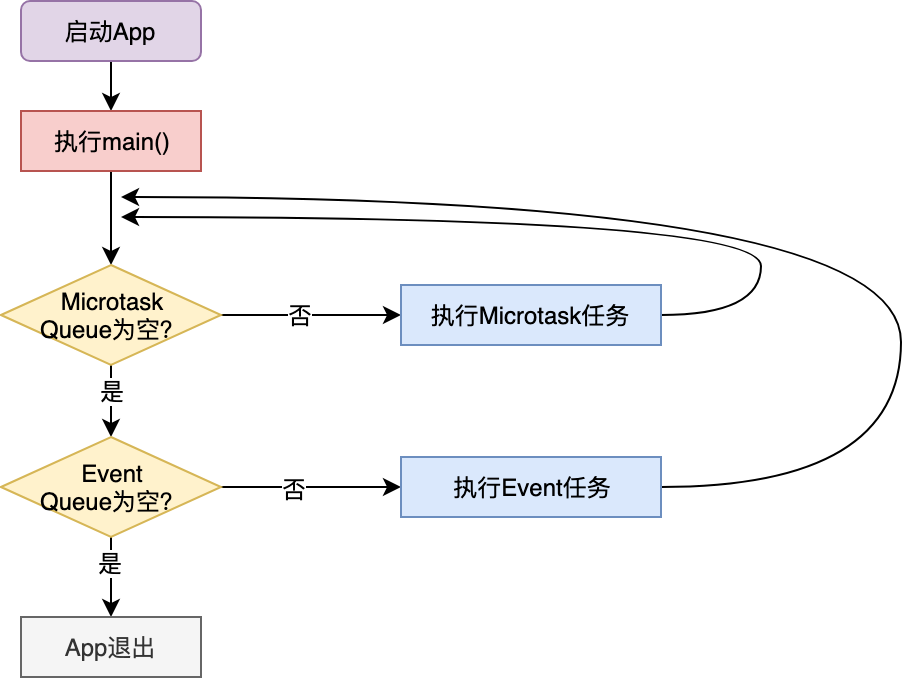 启动App
执行main()
Microtask
Queue为空?
否
执行Microtask任务
是
Event
Queue为空?
否
执行Event任务
是
App退出